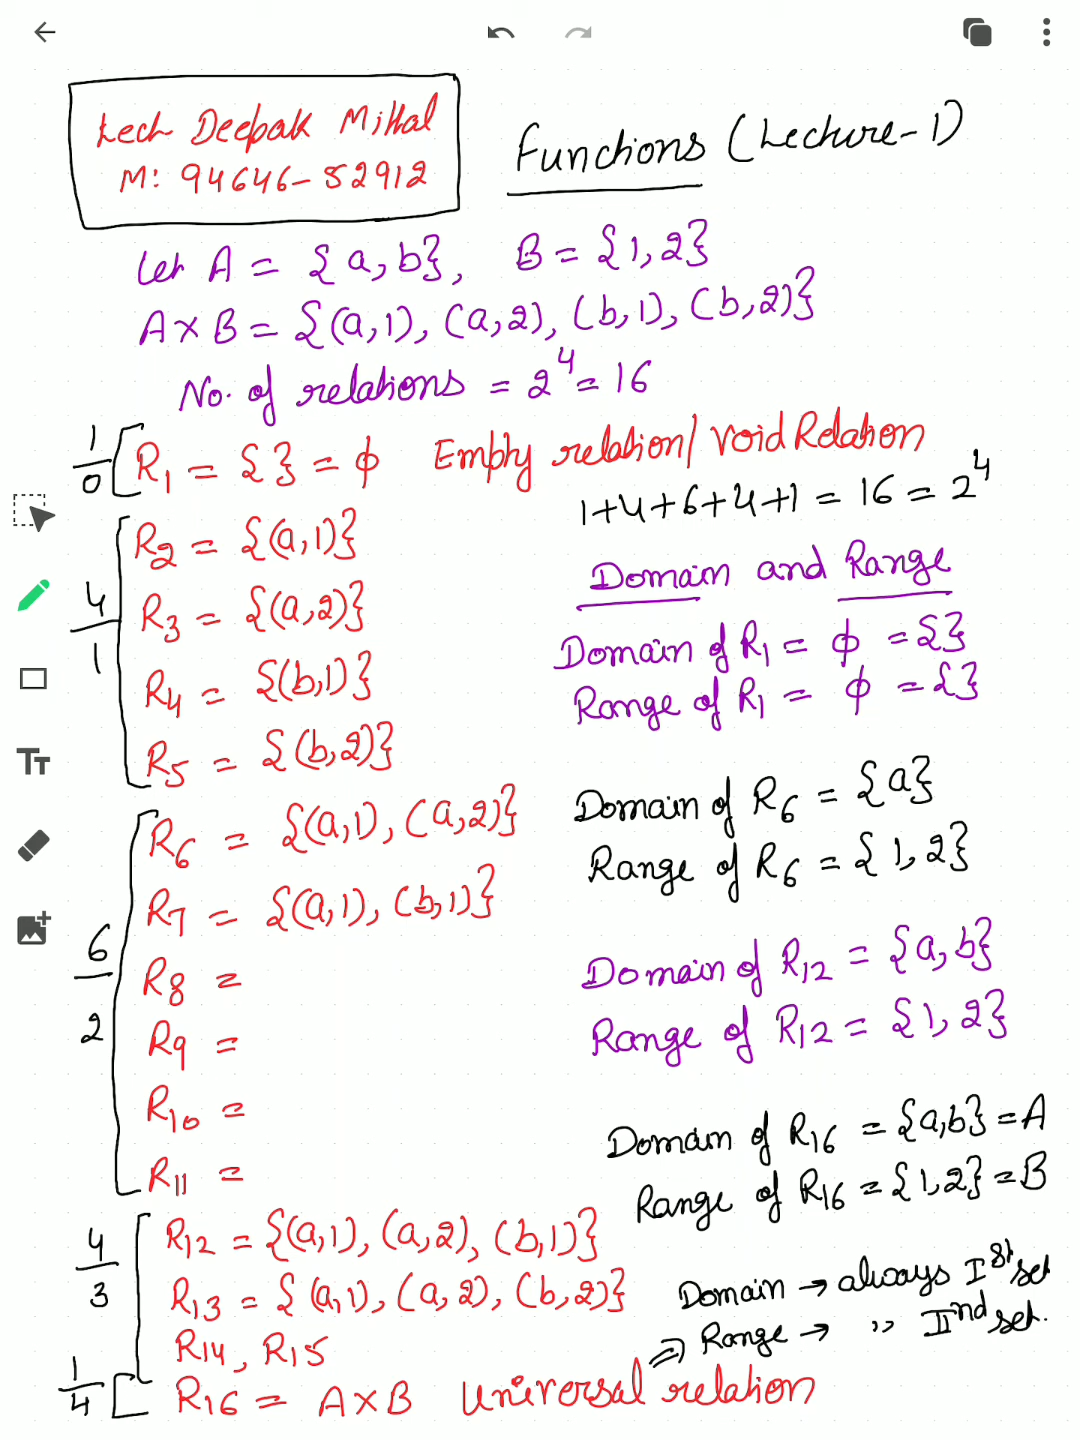 Lech Deepak Mittal
M: 94646-52912
Functions (Lecture-1)
Let A = {a,b}, B = {1,2}
A×B = {(a,1), (a,2), (b,1), (b,2)}
No. of relations = 2⁴ = 16
1/0 [ R₁ = {} = ϕ Empty relation/Void Relation
1+4+6+4+1 = 16 = 2⁴
4/1
R₂ = {(a,1)}
R₃ = {(a,2)}
R₄ = {(b,1)}
R₅ = {(b,2)}
6/2
R₆ = {(a,1), (a,2)}
R₇ = {(a,1), (b,1)}
R₈ =
R₉ =
R₁₀ =
R₁₁ =
4/3
R₁₂ = {(a,1), (a,2), (b,1)}
R₁₃ = {(a,1), (a,2), (b,2)}
R₁₄, R₁₅
1/4 [ R₁₆ = A×B Universal relation
Domain and Range
Domain of R₁ = ϕ = {}
Range of R₁ = ϕ = {}
Domain of R₆ = {a}
Range of R₆ = {1,2}
Domain of R₁₂ = {a,b}
Range of R₁₂ = {1,2}
Domain of R₁₆ = {a,b} = A
Range of R₁₆ = {1,2} = B
Domain → always Iˢᵗ set
⇒ Range → ,, IIⁿᵈ set.
TT